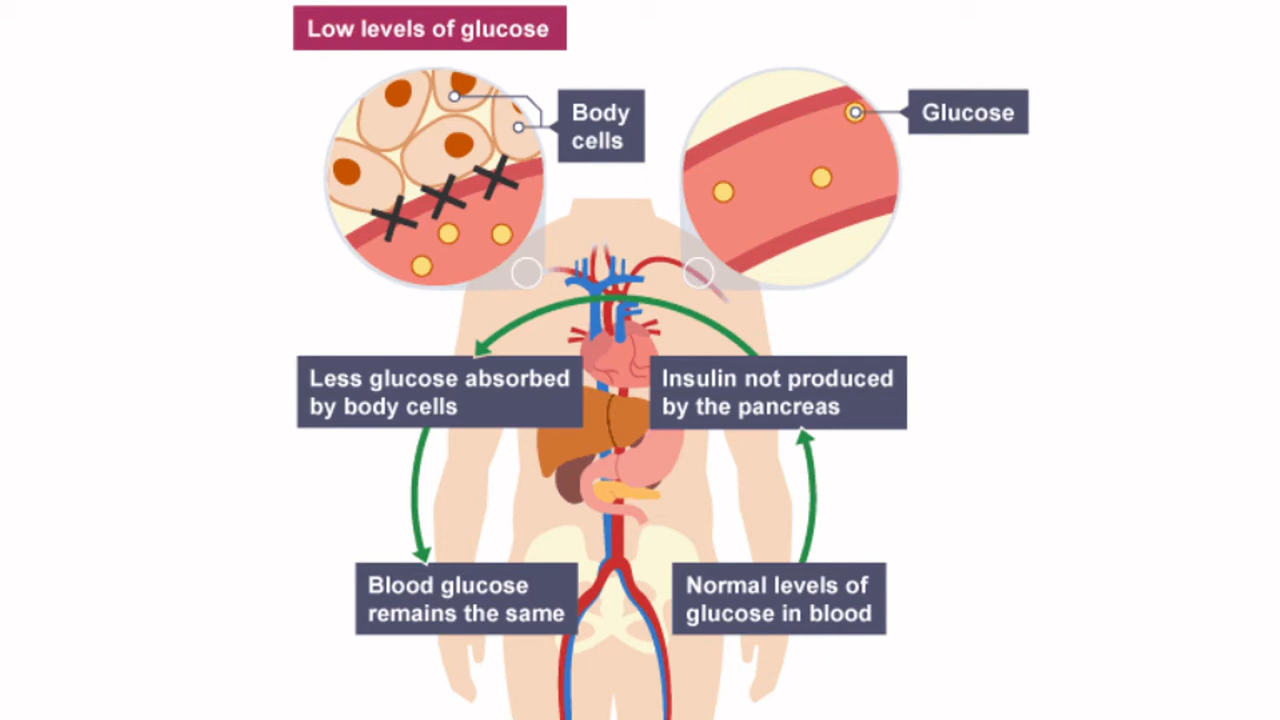 Low levels of glucose
Body
cells
Glucose
Less glucose absorbed
by body cells
Insulin not produced
by the pancreas
Blood glucose
remains the same
Normal levels of
glucose in blood